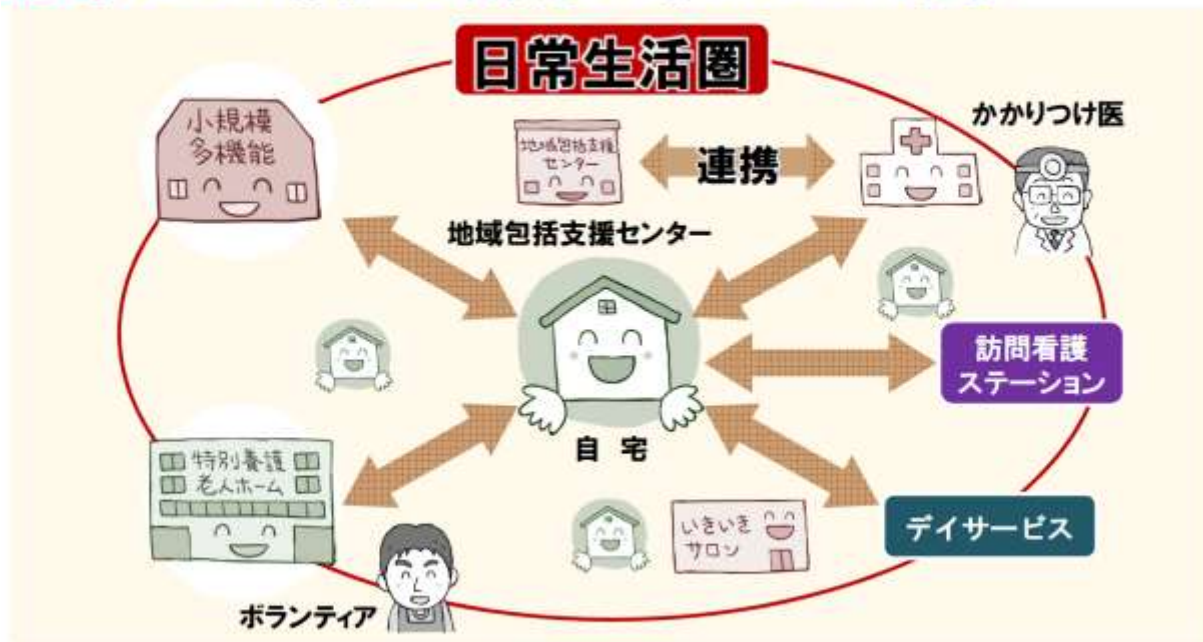 日常生活圏
小規模
多機能
地域包括支援
センター
連携
かかりつけ医
地域包括支援センター
訪問看護
ステーション
自宅
特別養護
老人ホーム
いきいき
サロン
デイサービス
ボランティア